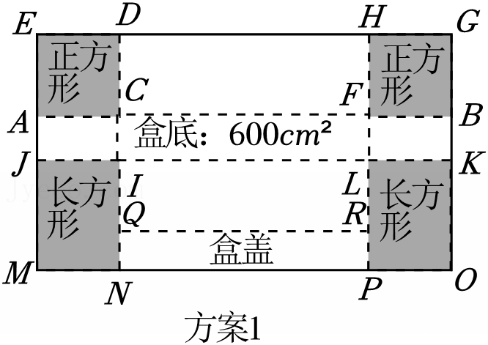 E D H G
正方形 正方形
C F
A B
盒底：600cm²
J K
长方形 I L 长方形
Q R
盒盖
M N P O
方案1